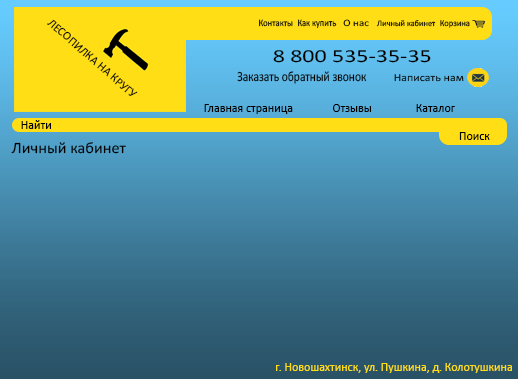 ЛЕСОПИЛКА НА КРУГУ
Контакты Как купить О нас Личный кабинет Корзина
8 800 535-35-35
Заказать обратный звонок Написать нам
Главная страница Отзывы Каталог
Найти
Поиск
Личный кабинет
г. Новошахтинск, ул. Пушкина, д. Колотушкина